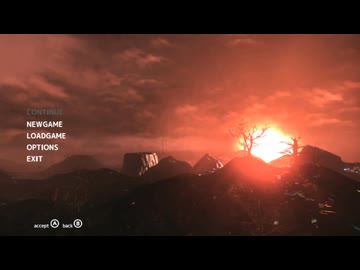 CONTINUE
NEWGAME
LOADGAME
OPTIONS
EXIT
accept A back B